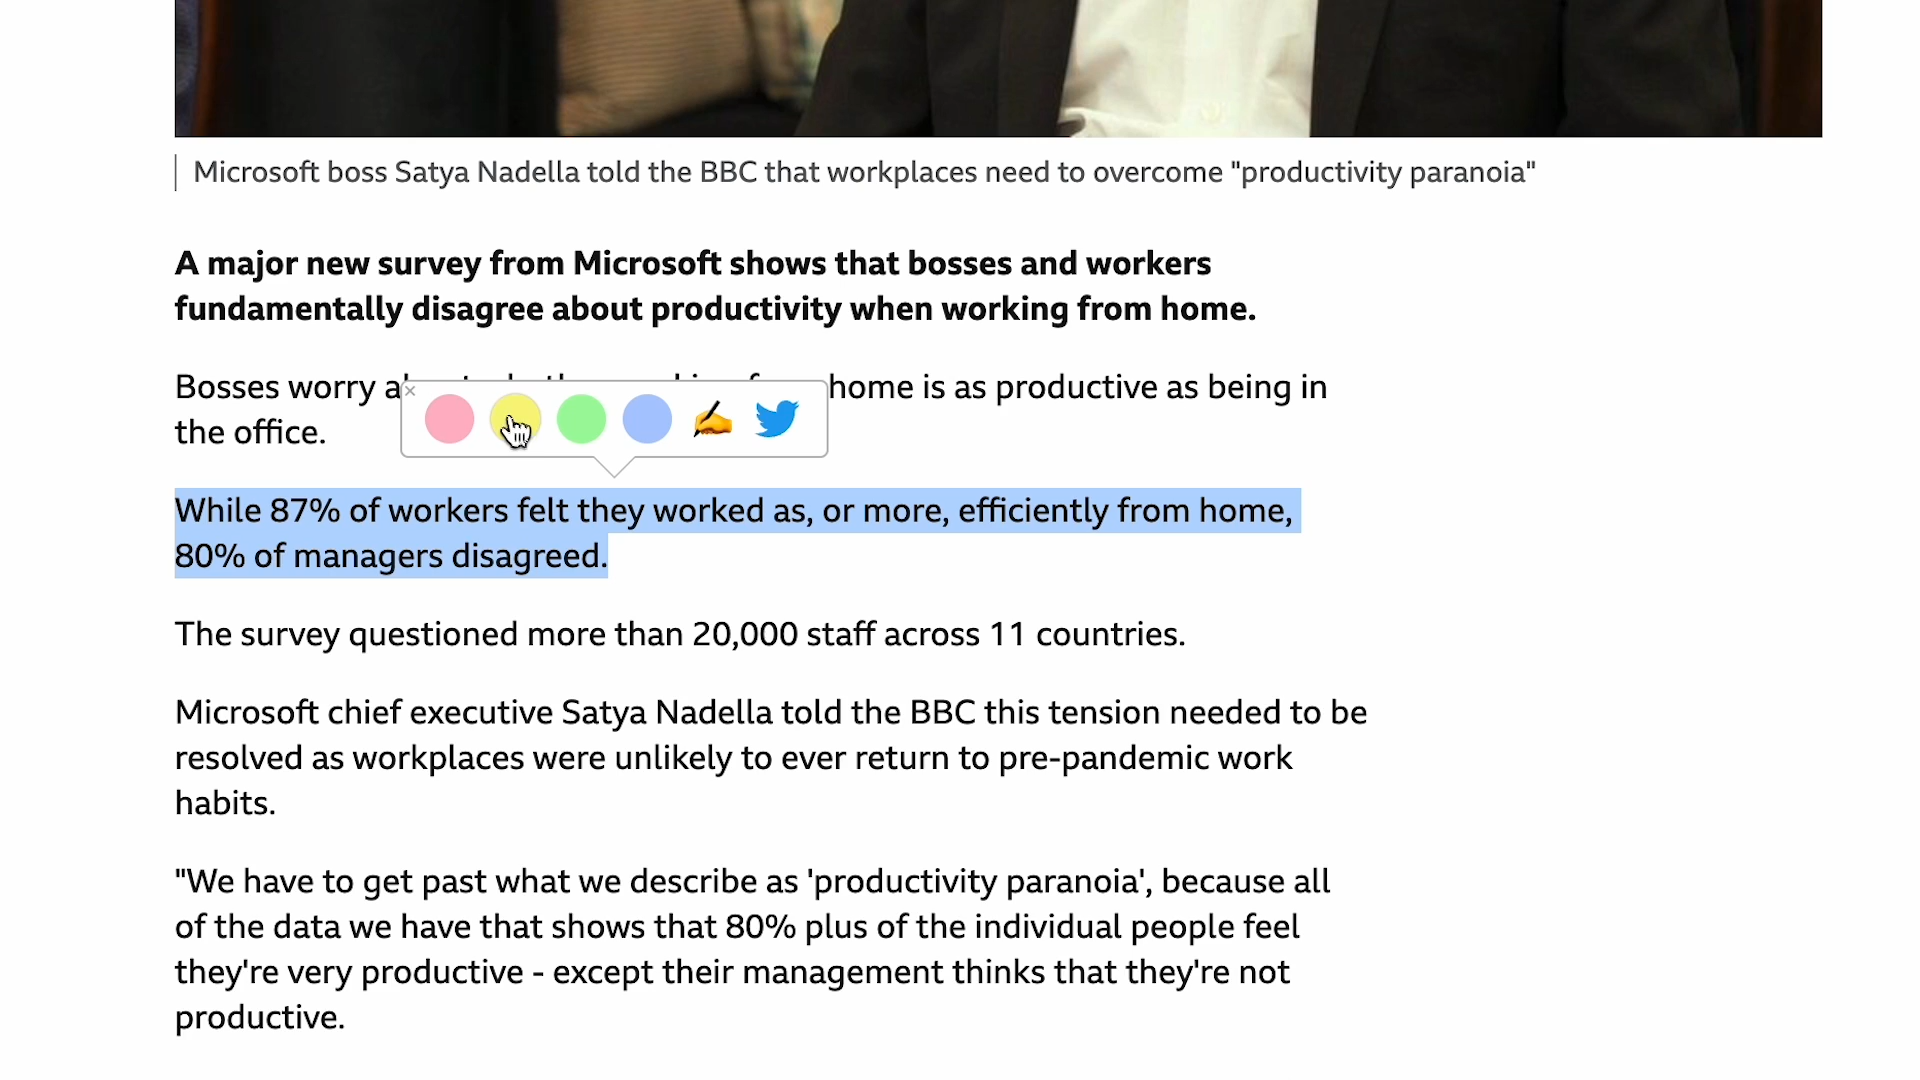 Microsoft boss Satya Nadella told the BBC that workplaces need to overcome "productivity paranoia"
A major new survey from Microsoft shows that bosses and workers
fundamentally disagree about productivity when working from home.
Bosses worry home is as productive as being in
the office.
While 87% of workers felt they worked as, or more, efficiently from home,
80% of managers disagreed.
The survey questioned more than 20,000 staff across 11 countries.
Microsoft chief executive Satya Nadella told the BBC this tension needed to be
resolved as workplaces were unlikely to ever return to pre-pandemic work
habits.
"We have to get past what we describe as 'productivity paranoia', because all
of the data we have that shows that 80% plus of the individual people feel
they're very productive - except their management thinks that they're not
productive.